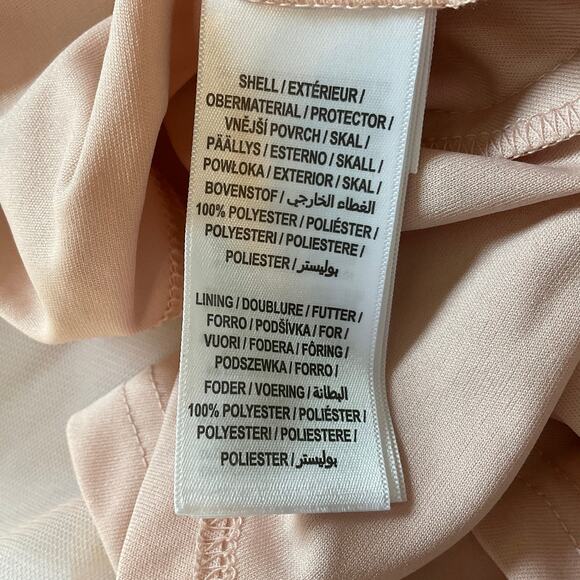 SHELL / EXTÉRIEUR /
OBERMATERIAL / PROTECTOR /
VNĚJŠÍ POVRCH / SKAL /
PÄÄLLYS / ESTERNO / SKALL /
POWŁOKA / EXTERIOR / SKAL /
BOVENSTOF / الغطاء الخارجي /
100% POLYESTER / POLIÉSTER /
POLYESTERI / POLIESTERE /
POLIESTER / بوليستر
LINING / DOUBLURE / FUTTER /
FORRO / PODŠÍVKA / FOR /
VUORI / FODERA / FÔRING /
PODSZEWKA / FORRO /
FODER / VOERING / البطانة /
100% POLYESTER / POLIÉSTER /
POLYESTERI / POLIESTERE /
POLIESTER / بوليستر